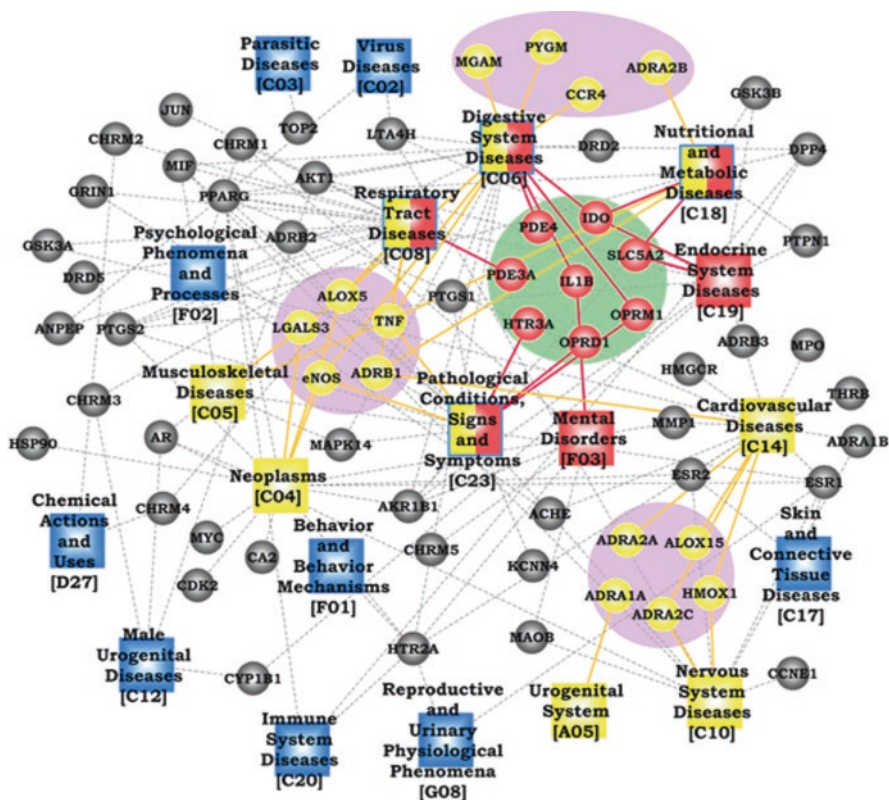 Parasitic
Diseases
[C03]
Virus
Diseases
[C02]
MGAM
PYGM
ADRA2B
CCR4
GSK3B
JUN
CHRM2
CHRM1
TOP2
LTA4H
Digestive
System
Diseases
[C06]
DRD2
Nutritional
and
Metabolic
Diseases
[C18]
DPP4
MIF
AKT1
GRIN1
PPARG
Respiratory
Tract
Diseases
[C08]
IDO
PDE4
SLC5A2
PTPN1
GSK3A
Psychological
Phenomena
and
Processes
[F02]
ADRB2
Endocrine
System
Diseases
[C19]
DRD5
PDE3A
IL1B
PTGS1
ALOX5
ANPEP
PTGS2
LGALS3
TNF
HTR3A
OPRM1
OPRD1
ADRB3
MPO
Musculoskeletal
Diseases
[C05]
eNOS
ADRB1
Pathological
Conditions,
Signs
and
Symptoms
[C23]
HMGCR
THRB
CHRM3
Mental
Disorders
[F03]
MMP1
Cardiovascular
Diseases
[C14]
ADRA1B
HSP90
AR
MAPK14
Neoplasms
[C04]
ESR2
ESR1
Chemical
Actions
and
Uses
[D27]
CHRM4
MYC
CA2
CDK2
Behavior
and
Behavior
Mechanisms
[F01]
AKR1B1
CHRM5
ACHE
KCNN4
ADRA2A
ALOX15
ADRA1A
ADRA2C
HMOX1
Skin
and
Connective
Tissue
Diseases
[C17]
Male
Urogenital
Diseases
[C12]
CYP1B1
HTR2A
MAOB
CCNE1
Immune
System
Diseases
[C20]
Reproductive
and
Urinary
Physiological
Phenomena
[G08]
Urogenital
System
[A05]
Nervous
System
Diseases
[C10]